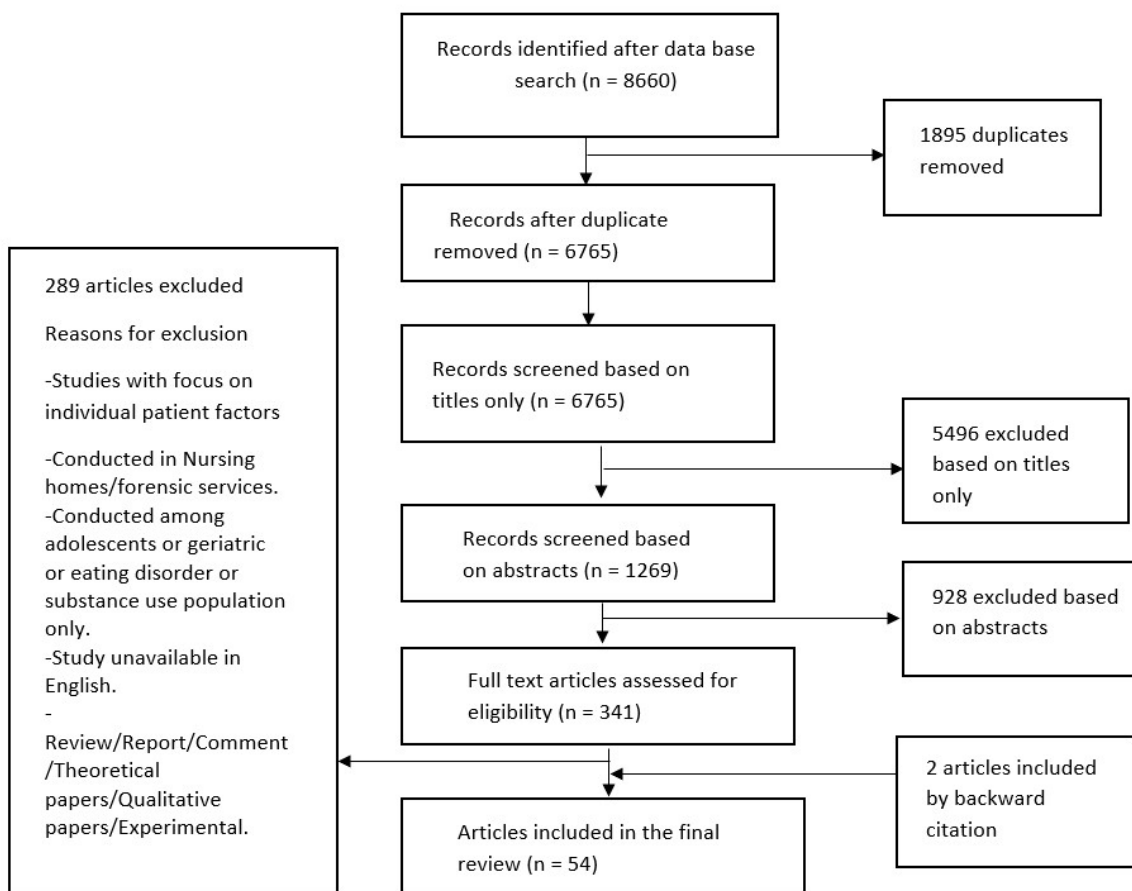 Records identified after data base
search (n = 8660)
1895 duplicates
removed
Records after duplicate
removed (n = 6765)
Records screened based on
titles only (n = 6765)
5496 excluded
based on titles
only
Records screened based
on abstracts (n = 1269)
928 excluded based
on abstracts
Full text articles assessed for
eligibility (n = 341)
289 articles excluded
Reasons for exclusion
-Studies with focus on
individual patient factors
-Conducted in Nursing
homes/forensic services.
-Conducted among
adolescents or geriatric
or eating disorder or
substance use population
only.
-Study unavailable in
English.
-
Review/Report/Comment
/Theoretical
papers/Qualitative
papers/Experimental.
2 articles included
by backward
citation
Articles included in the final
review (n = 54)